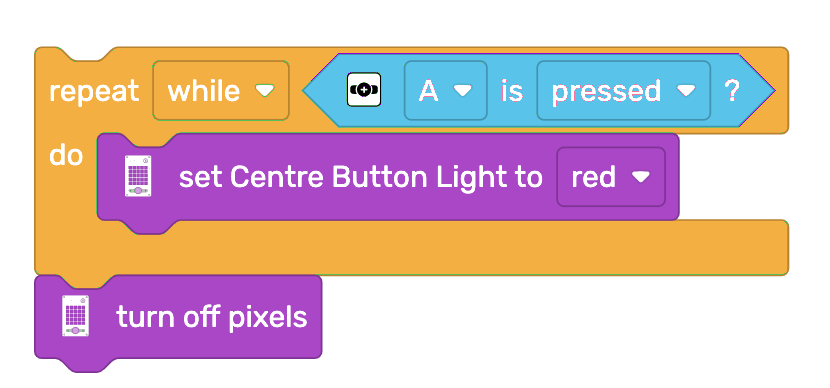 repeat while A is pressed ?
do
set Centre Button Light to red
turn off pixels